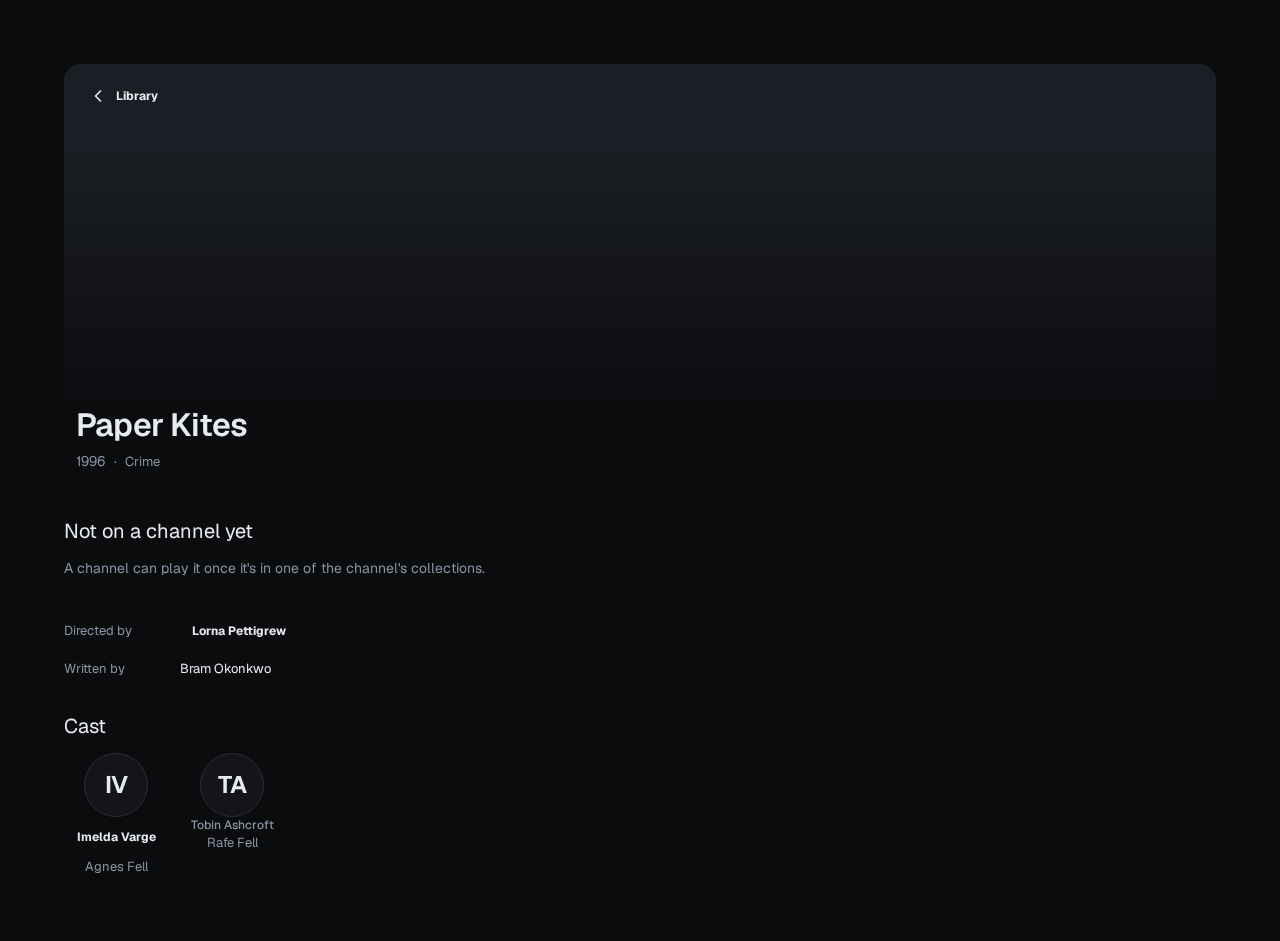 Library
Paper Kites
1996 · Crime
Not on a channel yet
A channel can play it once it's in one of the channel's collections.
Directed by Lorna Pettigrew
Written by Bram Okonkwo
Cast
IV
Imelda Varge
Agnes Fell
TA
Tobin Ashcroft
Rafe Fell